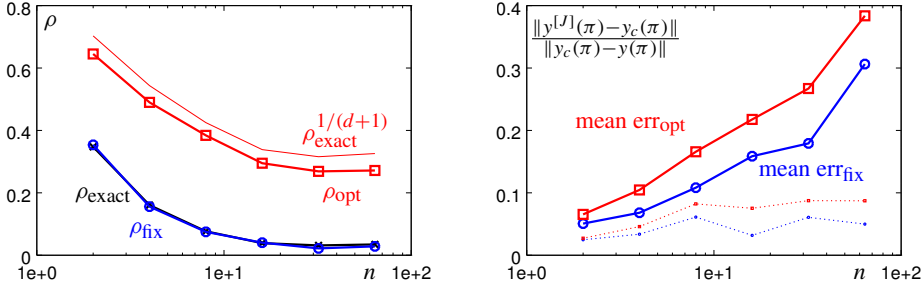 0.8
ρ
0.6
0.4
ρ_exact^{1/(d+1)}
ρ_opt
0.2
ρ_exact
ρ_fix
0
1e+0
1e+1
n
1e+2
0.4
‖y^{[J]}(π)−y_c(π)‖
‖y_c(π)−y(π)‖
0.3
mean err_opt
0.2
mean err_fix
0.1
0
1e+0
1e+1
n
1e+2